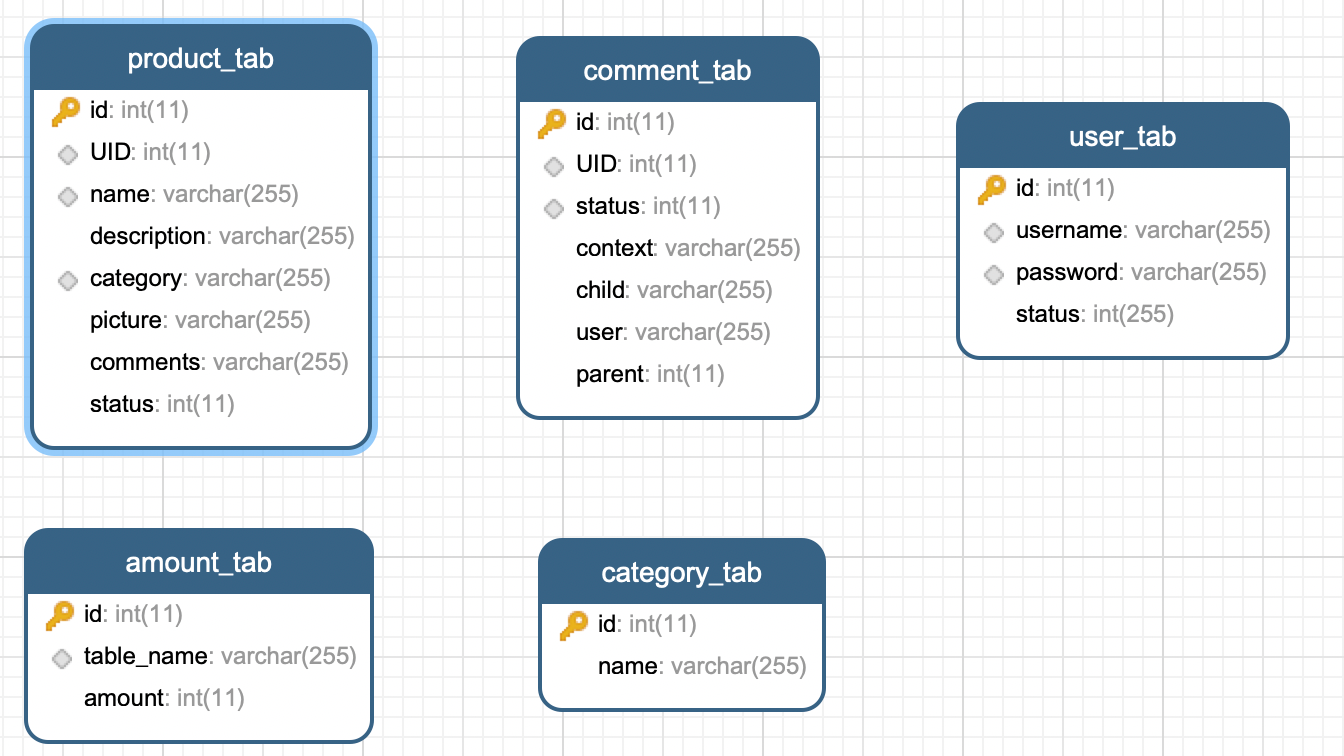 product_tab
id: int(11)
UID: int(11)
name: varchar(255)
description: varchar(255)
category: varchar(255)
picture: varchar(255)
comments: varchar(255)
status: int(11)
comment_tab
id: int(11)
UID: int(11)
status: int(11)
context: varchar(255)
child: varchar(255)
user: varchar(255)
parent: int(11)
user_tab
id: int(11)
username: varchar(255)
password: varchar(255)
status: int(255)
amount_tab
id: int(11)
table_name: varchar(255)
amount: int(11)
category_tab
id: int(11)
name: varchar(255)